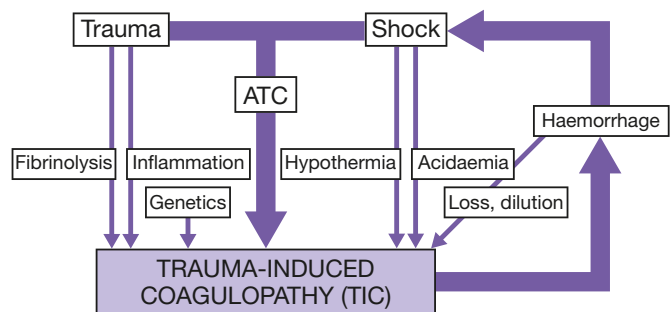 Trauma
Shock
ATC
Haemorrhage
Fibrinolysis
Inflammation
Hypothermia
Acidaemia
Genetics
Loss, dilution
TRAUMA-INDUCED
COAGULOPATHY (TIC)